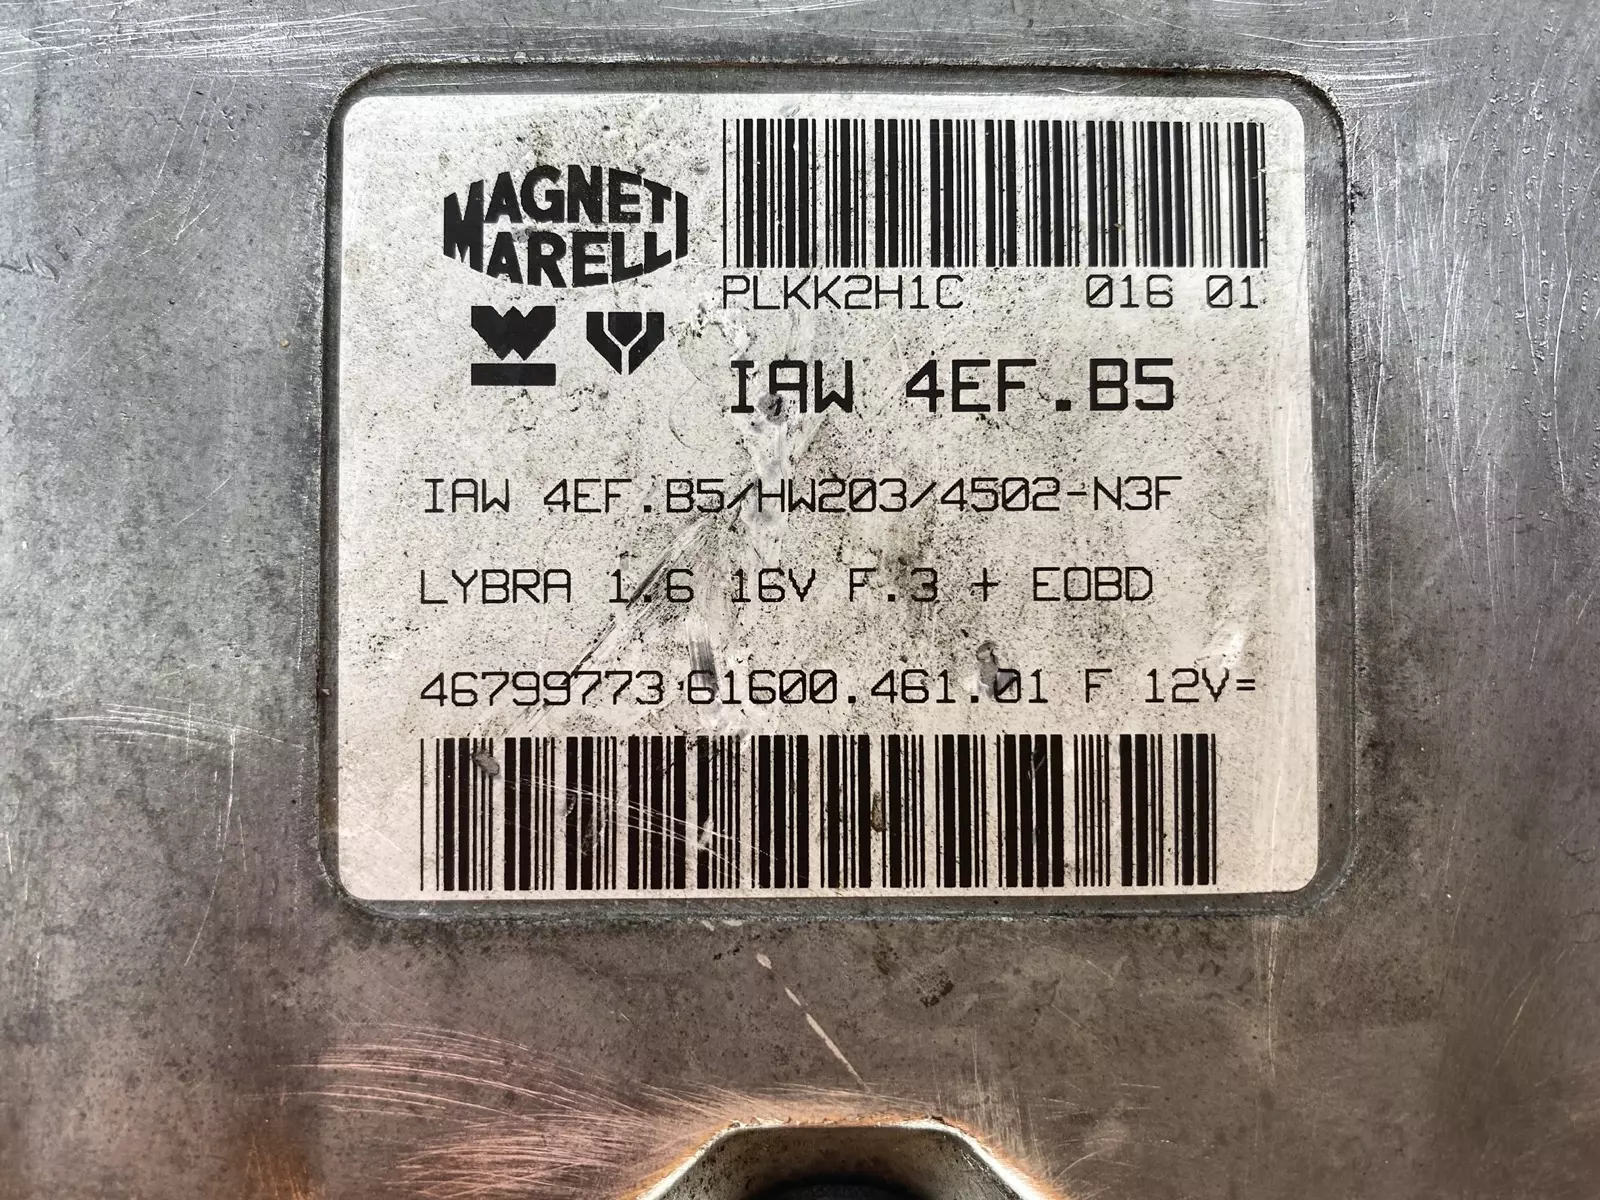 MAGNETI
MARELLI
PLKK2H1C 016 01
IAW 4EF.B5
IAW 4EF.B5/HW203/4502-N3F
LYBRA 1.6 16V F.3 + EOBD
46799773 61600.461.01 F 12V=